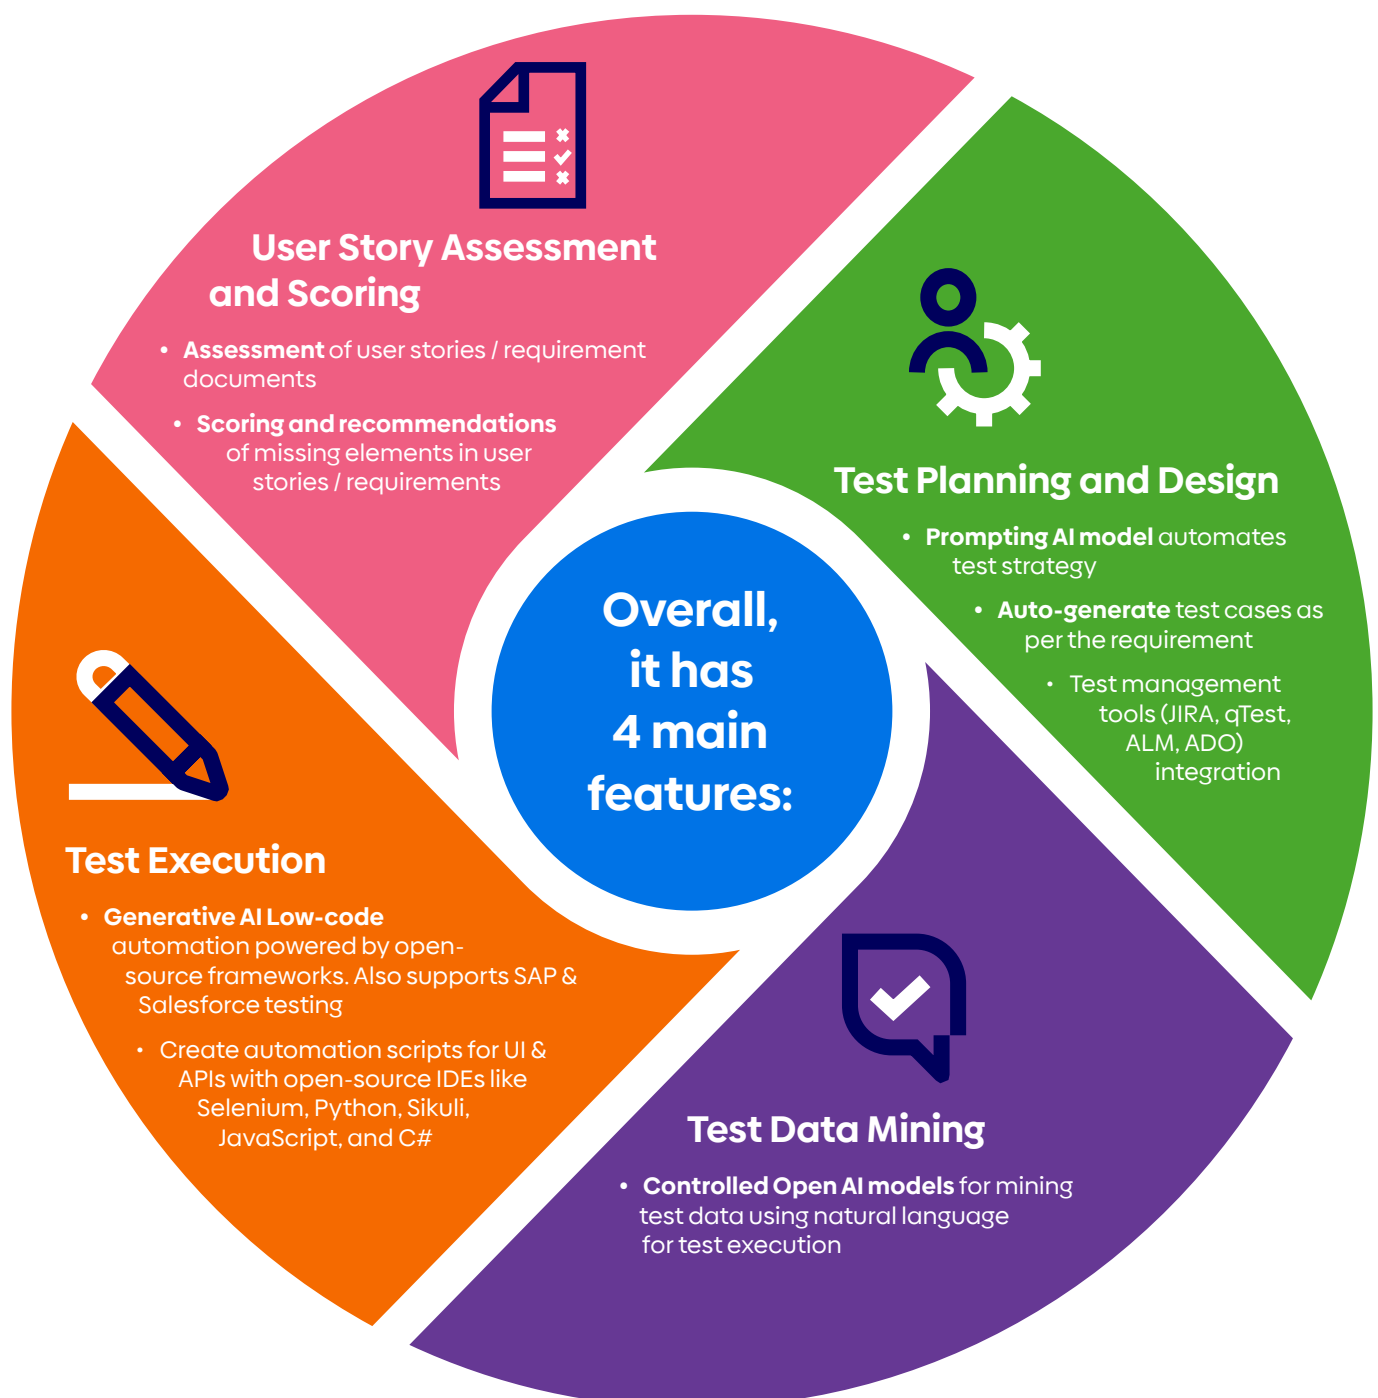 User Story Assessment
and Scoring
• Assessment of user stories / requirement
documents
• Scoring and recommendations
of missing elements in user
stories / requirements
Test Planning and Design
• Prompting AI model automates
test strategy
• Auto-generate test cases as
per the requirement
• Test management
tools (JIRA, qTest,
ALM, ADO)
integration
Overall,
it has
4 main
features:
Test Execution
• Generative AI Low-code
automation powered by open-
source frameworks. Also supports SAP &
Salesforce testing
• Create automation scripts for UI &
APIs with open-source IDEs like
Selenium, Python, Sikuli,
JavaScript, and C#
Test Data Mining
• Controlled Open AI models for mining
test data using natural language
for test execution